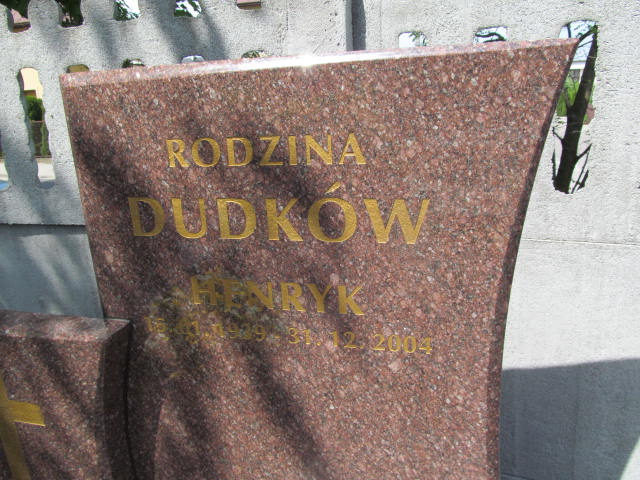 RODZINA
DUDKÓW
HENRYK
31.12.2004